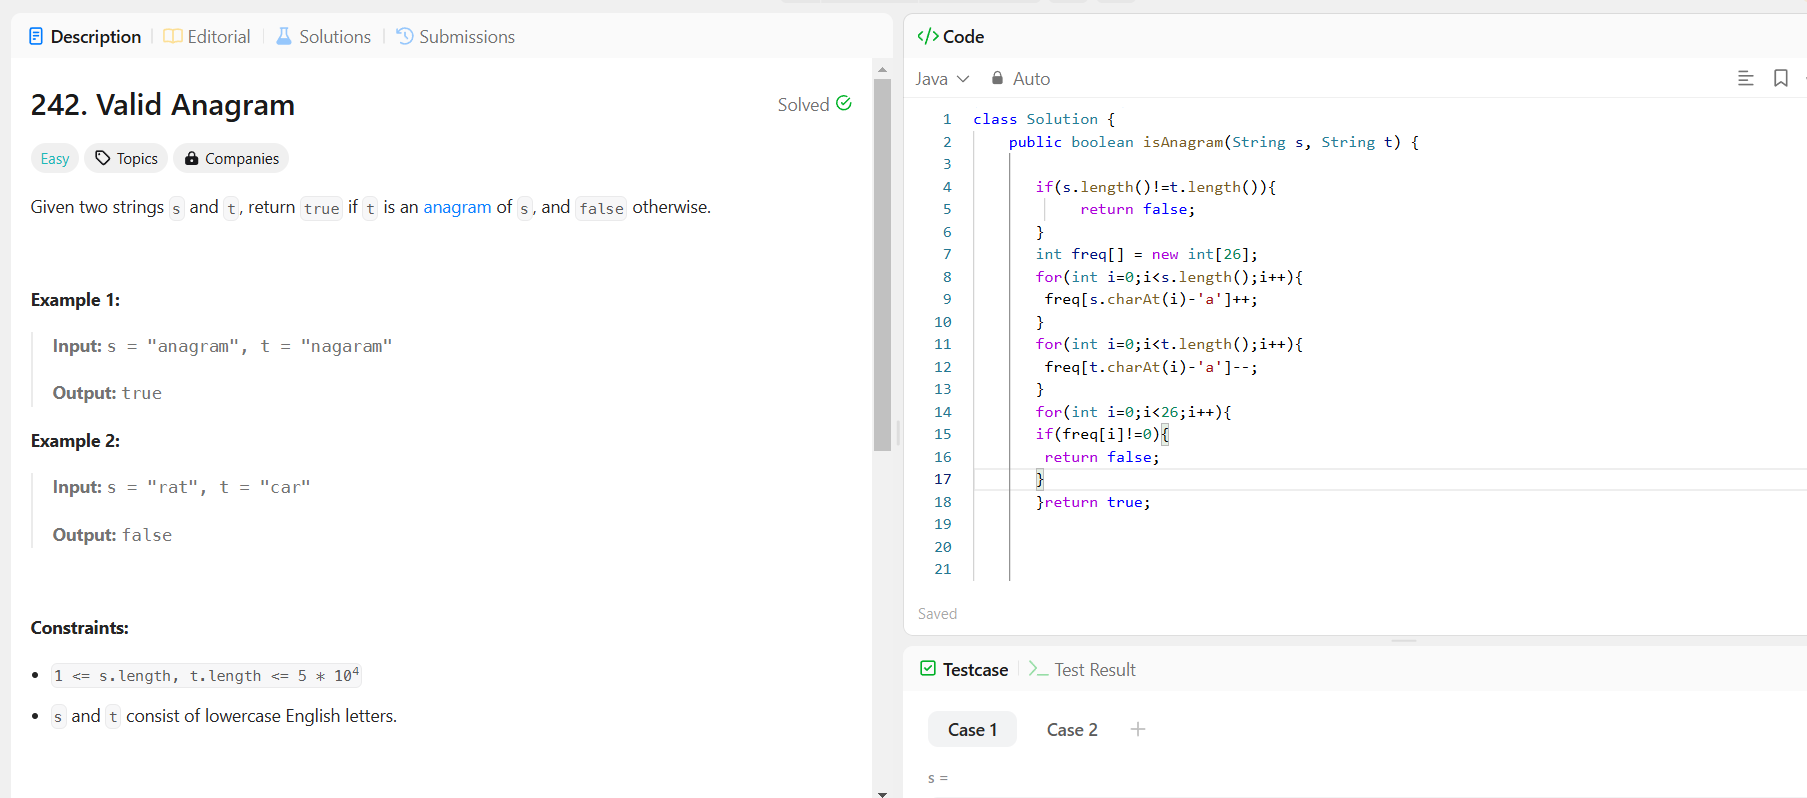 Description
Editorial
Solutions
Submissions
242. Valid Anagram
Solved
Easy
Topics
Companies
Given two strings s and t, return true if t is an anagram of s, and false otherwise.
Example 1:
Input: s = "anagram", t = "nagaram"
Output: true
Example 2:
Input: s = "rat", t = "car"
Output: false
Constraints:
• 1 <= s.length, t.length <= 5 * 10⁴
• s and t consist of lowercase English letters.
</> Code
Java
Auto
1 class Solution {
2     public boolean isAnagram(String s, String t) {
3
4        if(s.length()!=t.length()){
5             return false;
6        }
7        int freq[] = new int[26];
8        for(int i=0;i<s.length();i++){
9         freq[s.charAt(i)-'a']++;
10        }
11        for(int i=0;i<t.length();i++){
12         freq[t.charAt(i)-'a']--;
13        }
14        for(int i=0;i<26;i++){
15        if(freq[i]!=0){
16         return false;
17        }
18        }return true;
19
20
21
Saved
Testcase
>_ Test Result
Case 1
Case 2
+
s =